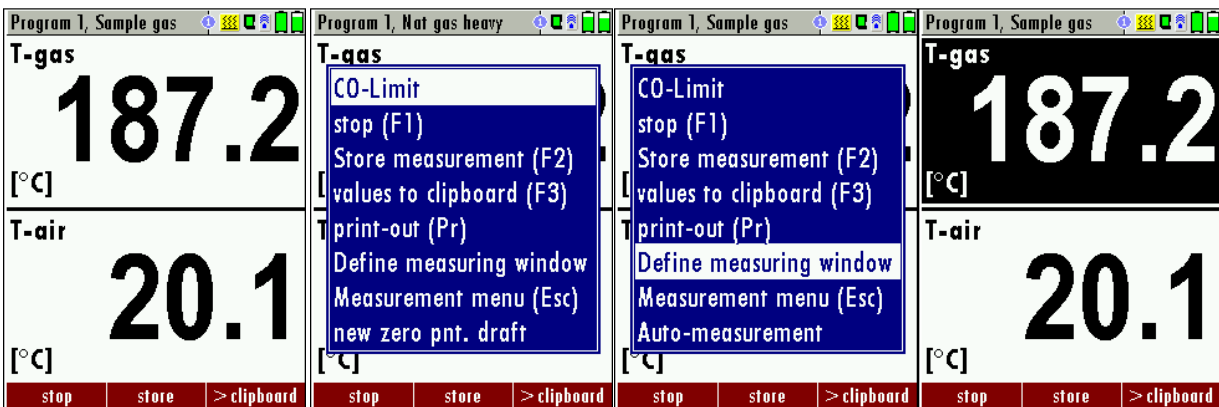 Program 1, Sample gas
T-gas
187.2
[°C]
T-air
20.1
[°C]
stop store >clipboard
Program 1, Nat gas heavy
T-gas
CO-Limit
stop (F1)
Store measurement (F2)
values to clipboard (F3)
print-out (Pr)
Define measuring window
Measurement menu (Esc)
new zero pnt. draft
[°C]
stop store >clipboard
Program 1, Sample gas
T-gas
CO-Limit
stop (F1)
Store measurement (F2)
values to clipboard (F3)
print-out (Pr)
Define measuring window
Measurement menu (Esc)
Auto-measurement
[°C]
stop store >clipboard
Program 1, Sample gas
T-gas
187.2
[°C]
T-air
20.1
[°C]
stop store >clipboard